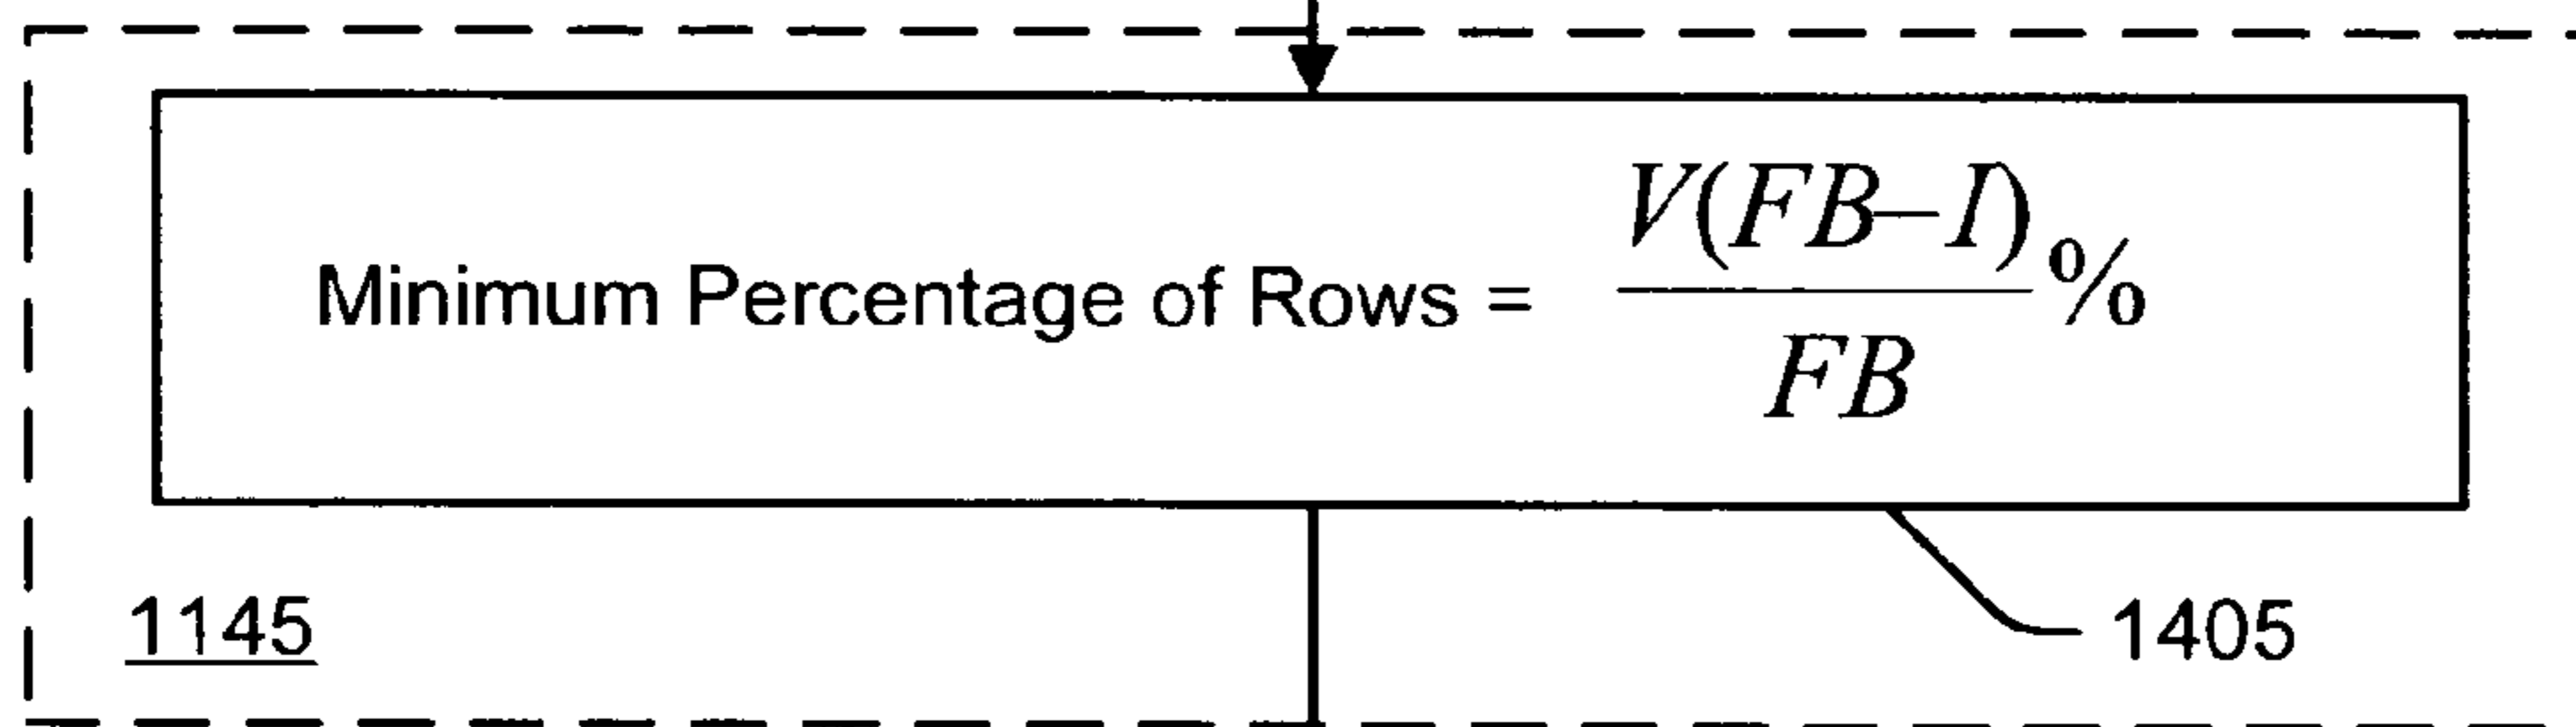 Minimum Percentage of Rows = V(FB–I)/FB %
1145
1405